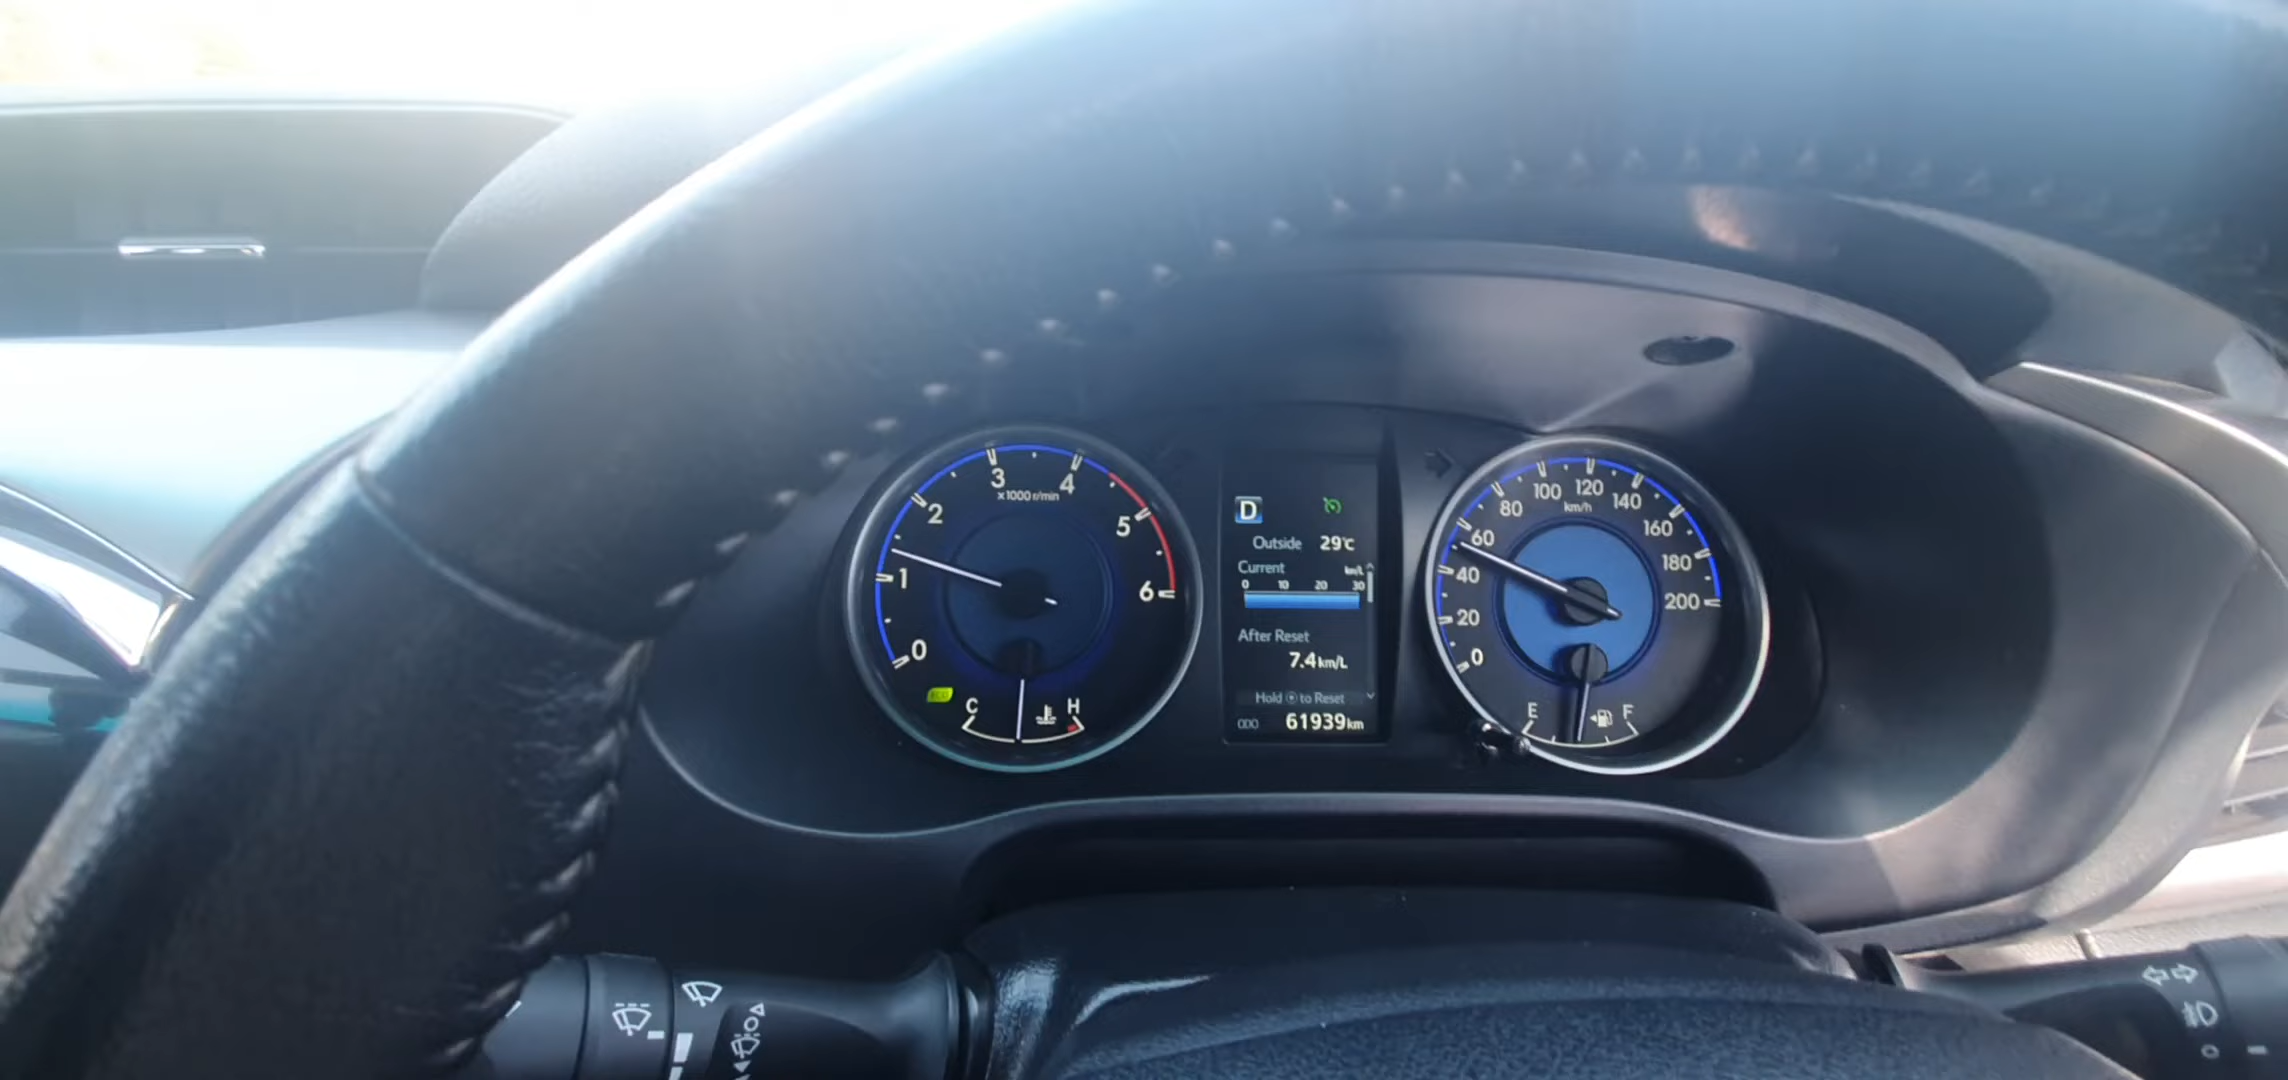 0
1
2
3
4
5
6
x1000 r/min
ECO
C
H
D
Outside 29℃
Current km/L
0 10 20 30
After Reset
7.4 km/L
Hold to Reset
ODO 61939 km
0
20
40
60
80
100
120
140
160
180
200
km/h
E
F